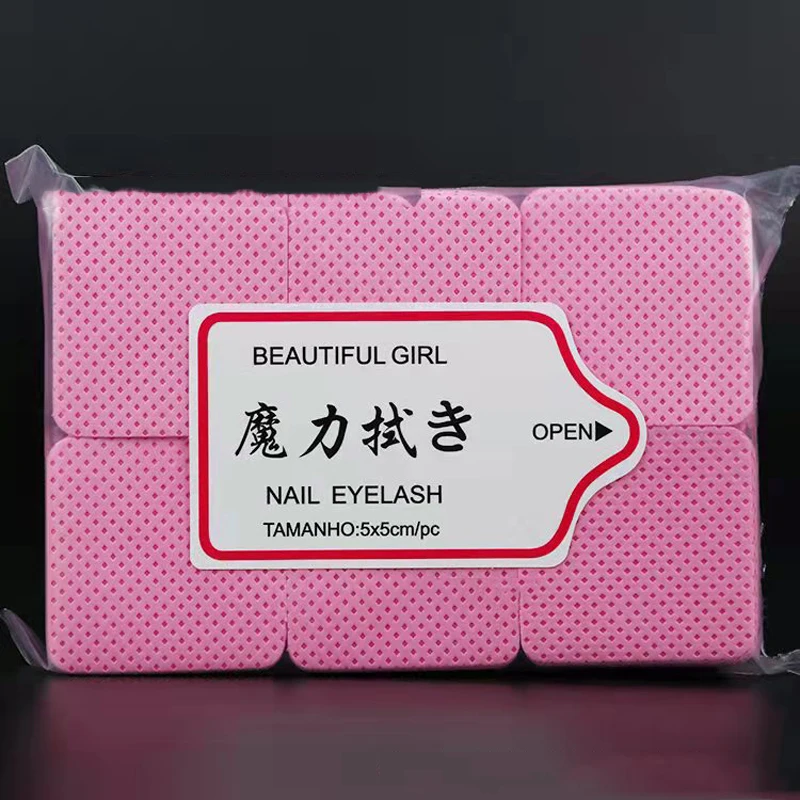 BEAUTIFUL GIRL
魔力拭き
OPEN▶
NAIL EYELASH
TAMANHO:5x5cm/pc